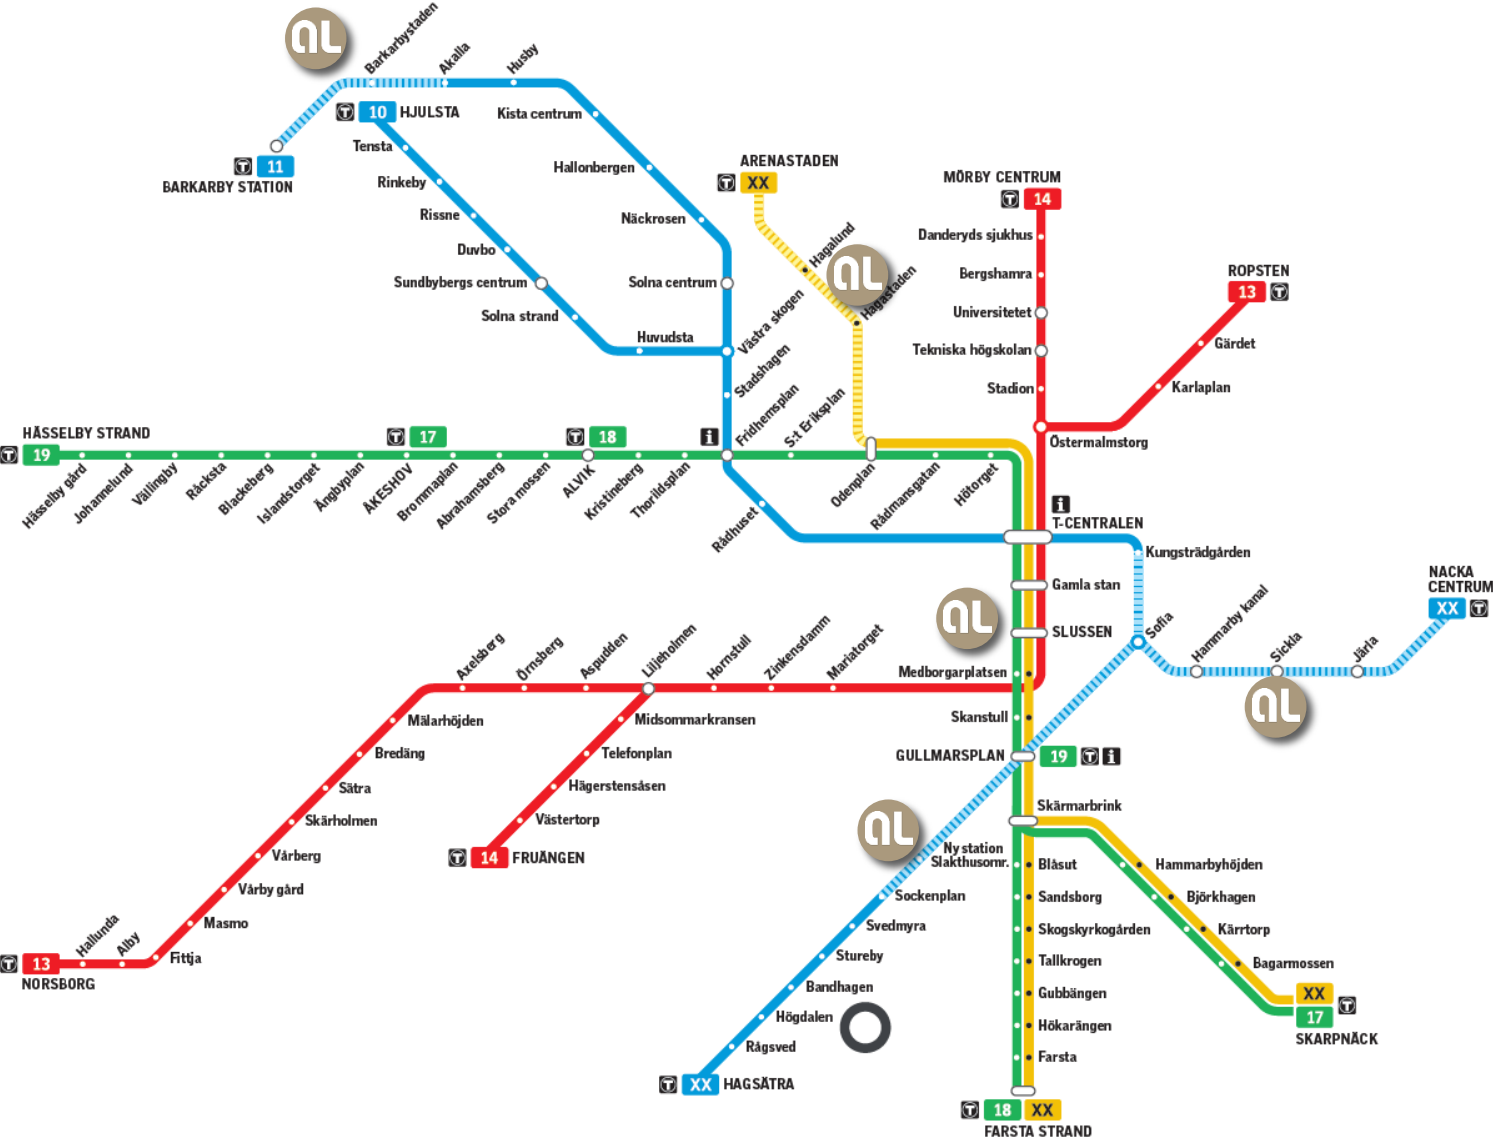 aL
Barkarbystaden
Akalla
Husby
10 HJULSTA
Kista centrum
11
BARKARBY STATION
Tensta
Rinkeby
Rissne
Duvbo
Sundbybergs centrum
Solna strand
Huvudsta
Hallonbergen
Näckrosen
Solna centrum
Västra skogen
Stadshagen
Fridhemsplan
S:t Eriksplan
ARENASTADEN
XX
Hagalund
aL
Hagastaden
MÖRBY CENTRUM
14
Danderyds sjukhus
Bergshamra
Universitetet
Tekniska högskolan
Stadion
ROPSTEN
13
Gärdet
Karlaplan
Östermalmstorg
HÄSSELBY STRAND
19
17
18
i
Hässelby gård
Johannelund
Vällingby
Råcksta
Blackeberg
Islandstorget
Ängbyplan
ÅKESHOV
Brommaplan
Abrahamsberg
Stora mossen
ALVIK
Kristineberg
Thorildsplan
Rådhuset
Odenplan
Rådmansgatan
Hötorget
i
T-CENTRALEN
Kungsträdgården
Gamla stan
aL
SLUSSEN
Sofia
Hammarby kanal
Sickla
Järla
NACKA
CENTRUM
XX
aL
Axelsberg
Örnsberg
Aspudden
Liljeholmen
Hornstull
Zinkensdamm
Mariatorget
Medborgarplatsen
Skanstull
GULLMARSPLAN
19 i
Mälarhöjden
Bredäng
Sätra
Skärholmen
Vårberg
Vårby gård
Masmo
Fittja
Alby
Hallunda
13
NORSBORG
Midsommarkransen
Telefonplan
Hägerstensåsen
Västertorp
14 FRUÄNGEN
aL
Skärmarbrink
Ny station
Slakthusomr.
Sockenplan
Svedmyra
Stureby
Bandhagen
Högdalen
Rågsved
XX HAGSÄTRA
Blåsut
Sandsborg
Skogskyrkogården
Tallkrogen
Gubbängen
Hökarängen
Farsta
18 XX
FARSTA STRAND
Hammarbyhöjden
Björkhagen
Kärrtorp
Bagarmossen
XX
17
SKARPNÄCK